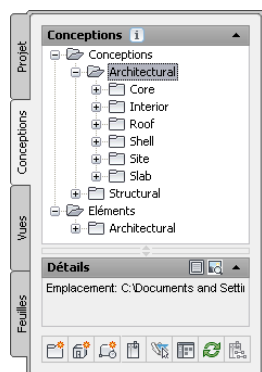 Projet
Conceptions
Vues
Feuilles
Conceptions
Conceptions
Architectural
Core
Interior
Roof
Shell
Site
Slab
Structural
Eléments
Architectural
Détails
Emplacement: C:\Documents and Settin